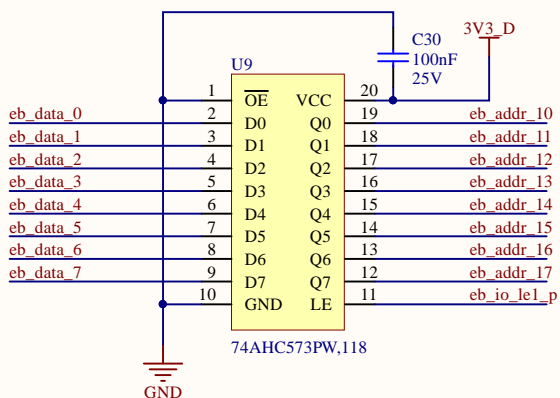 3V3_D
C30
100nF
25V
U9
1 OE VCC 20
eb_data_0 2 D0 Q0 19 eb_addr_10
eb_data_1 3 D1 Q1 18 eb_addr_11
eb_data_2 4 D2 Q2 17 eb_addr_12
eb_data_3 5 D3 Q3 16 eb_addr_13
eb_data_4 6 D4 Q4 15 eb_addr_14
eb_data_5 7 D5 Q5 14 eb_addr_15
eb_data_6 8 D6 Q6 13 eb_addr_16
eb_data_7 9 D7 Q7 12 eb_addr_17
10 GND LE 11 eb_io_le1_p
74AHC573PW,118
GND